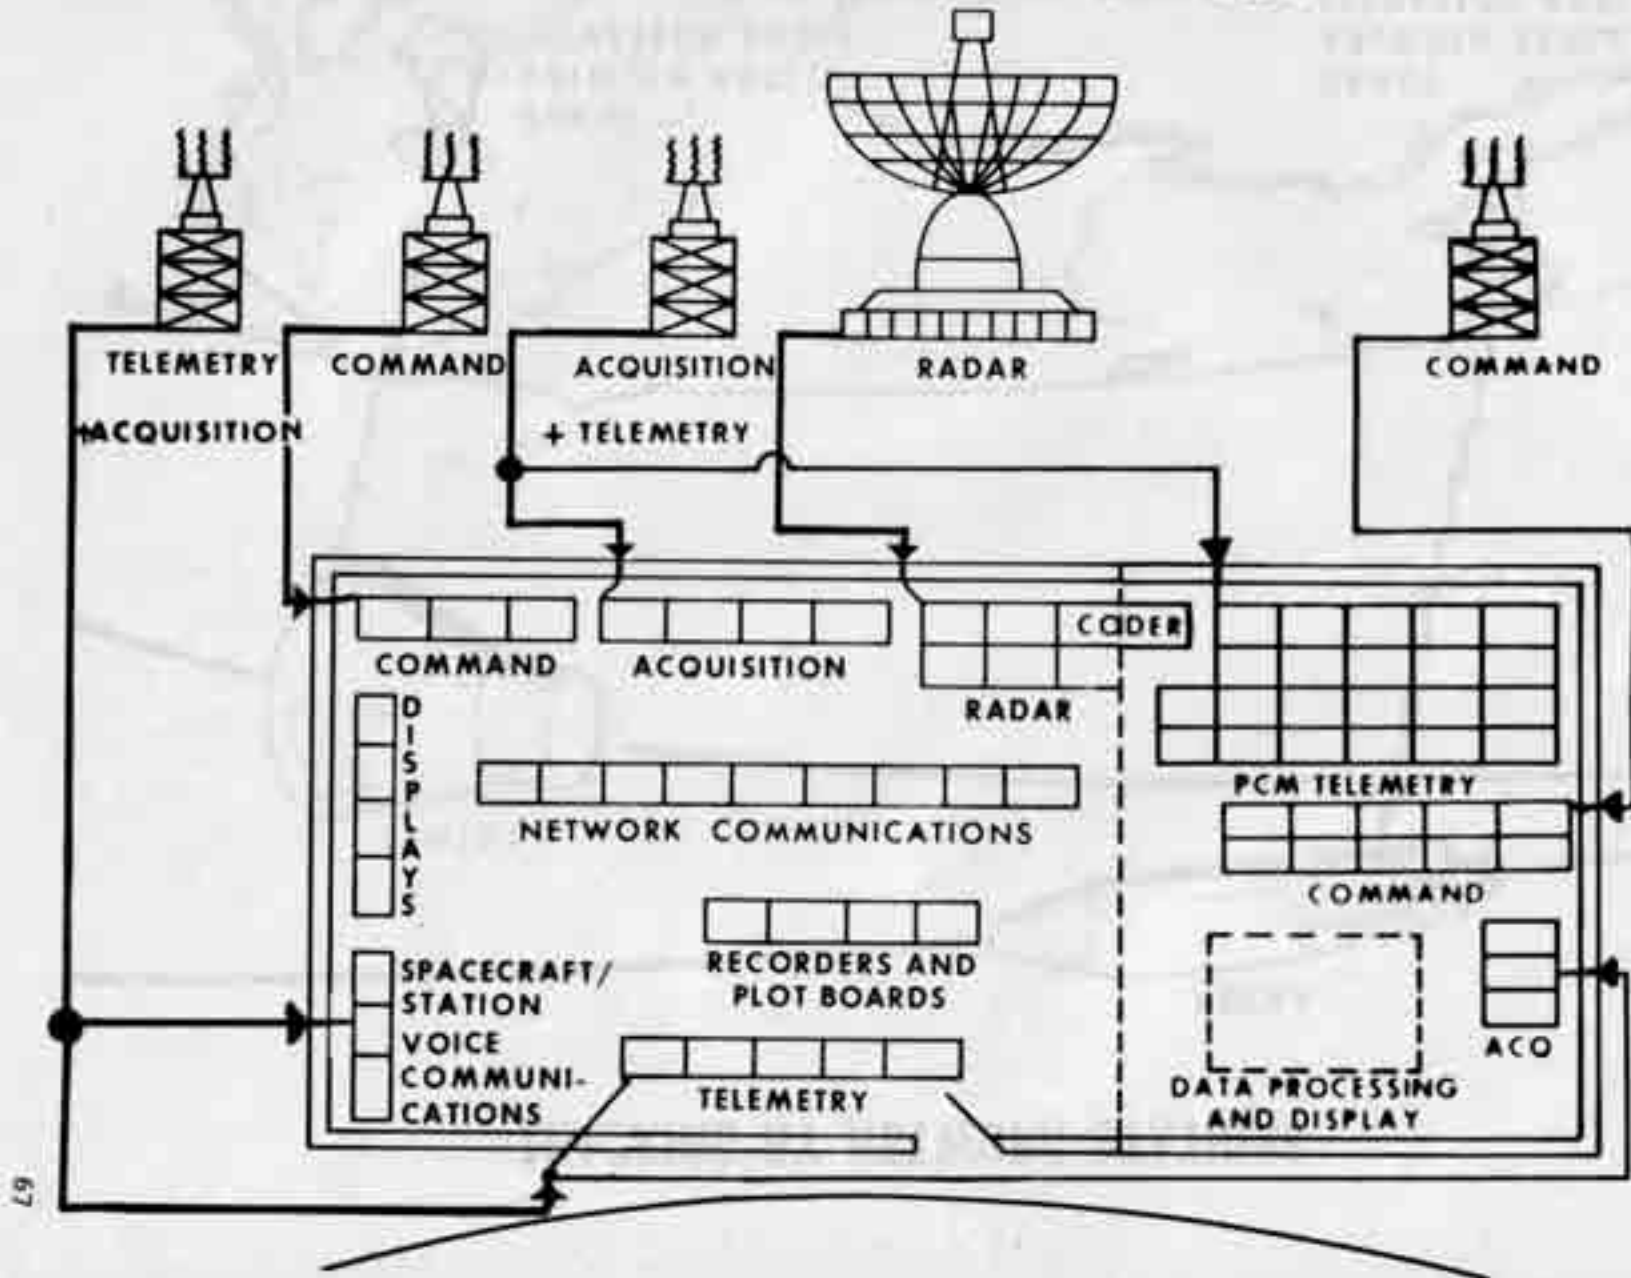 TELEMETRY
+ACQUISITION
COMMAND
ACQUISITION
+ TELEMETRY
RADAR
COMMAND
COMMAND
ACQUISITION
CODER
RADAR
DISPLAYS
NETWORK COMMUNICATIONS
PCM TELEMETRY
COMMAND
RECORDERS AND
PLOT BOARDS
SPACECRAFT/
STATION
VOICE
COMMUNI-
CATIONS
TELEMETRY
DATA PROCESSING
AND DISPLAY
ACQ
67